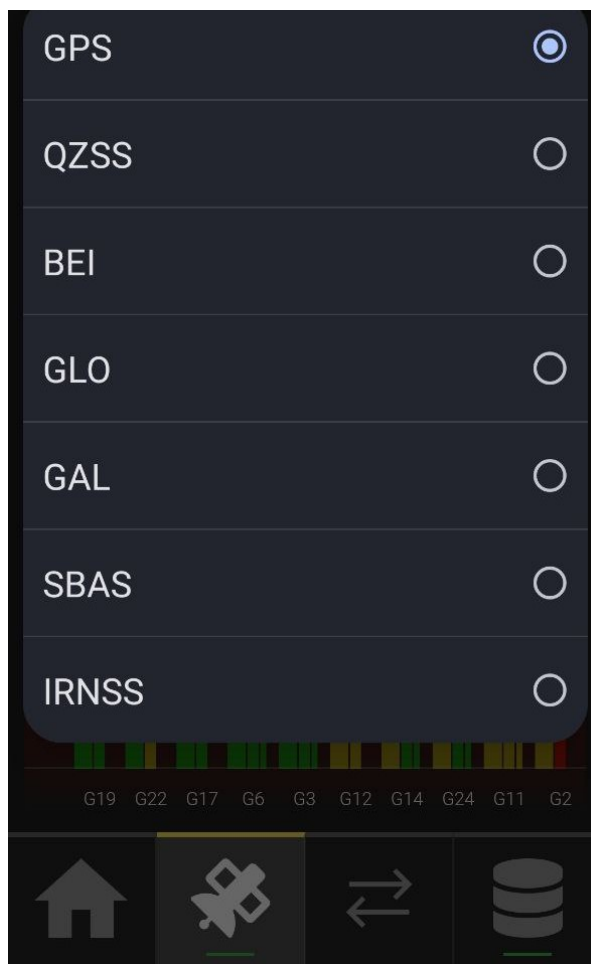 GPS
QZSS
BEI
GLO
GAL
SBAS
IRNSS
G19 G22 G17 G6 G3 G12 G14 G24 G11 G2